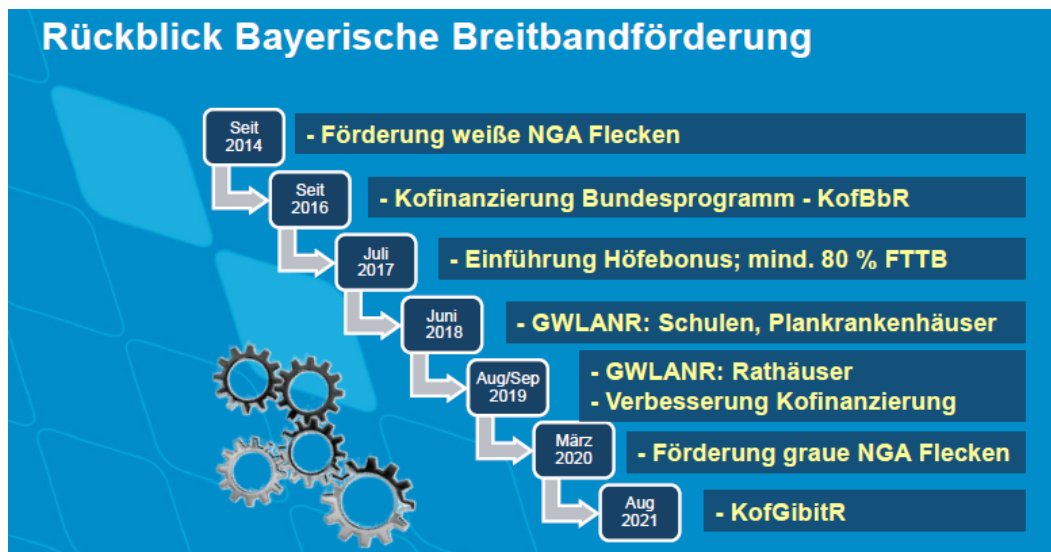 Rückblick Bayerische Breitbandförderung
Seit
2014
- Förderung weiße NGA Flecken
Seit
2016
- Kofinanzierung Bundesprogramm - KofBbR
Juli
2017
- Einführung Höfebonus; mind. 80 % FTTB
Juni
2018
- GWLANR: Schulen, Plankrankenhäuser
Aug/Sep
2019
- GWLANR: Rathäuser
- Verbesserung Kofinanzierung
März
2020
- Förderung graue NGA Flecken
Aug
2021
- KofGibitR